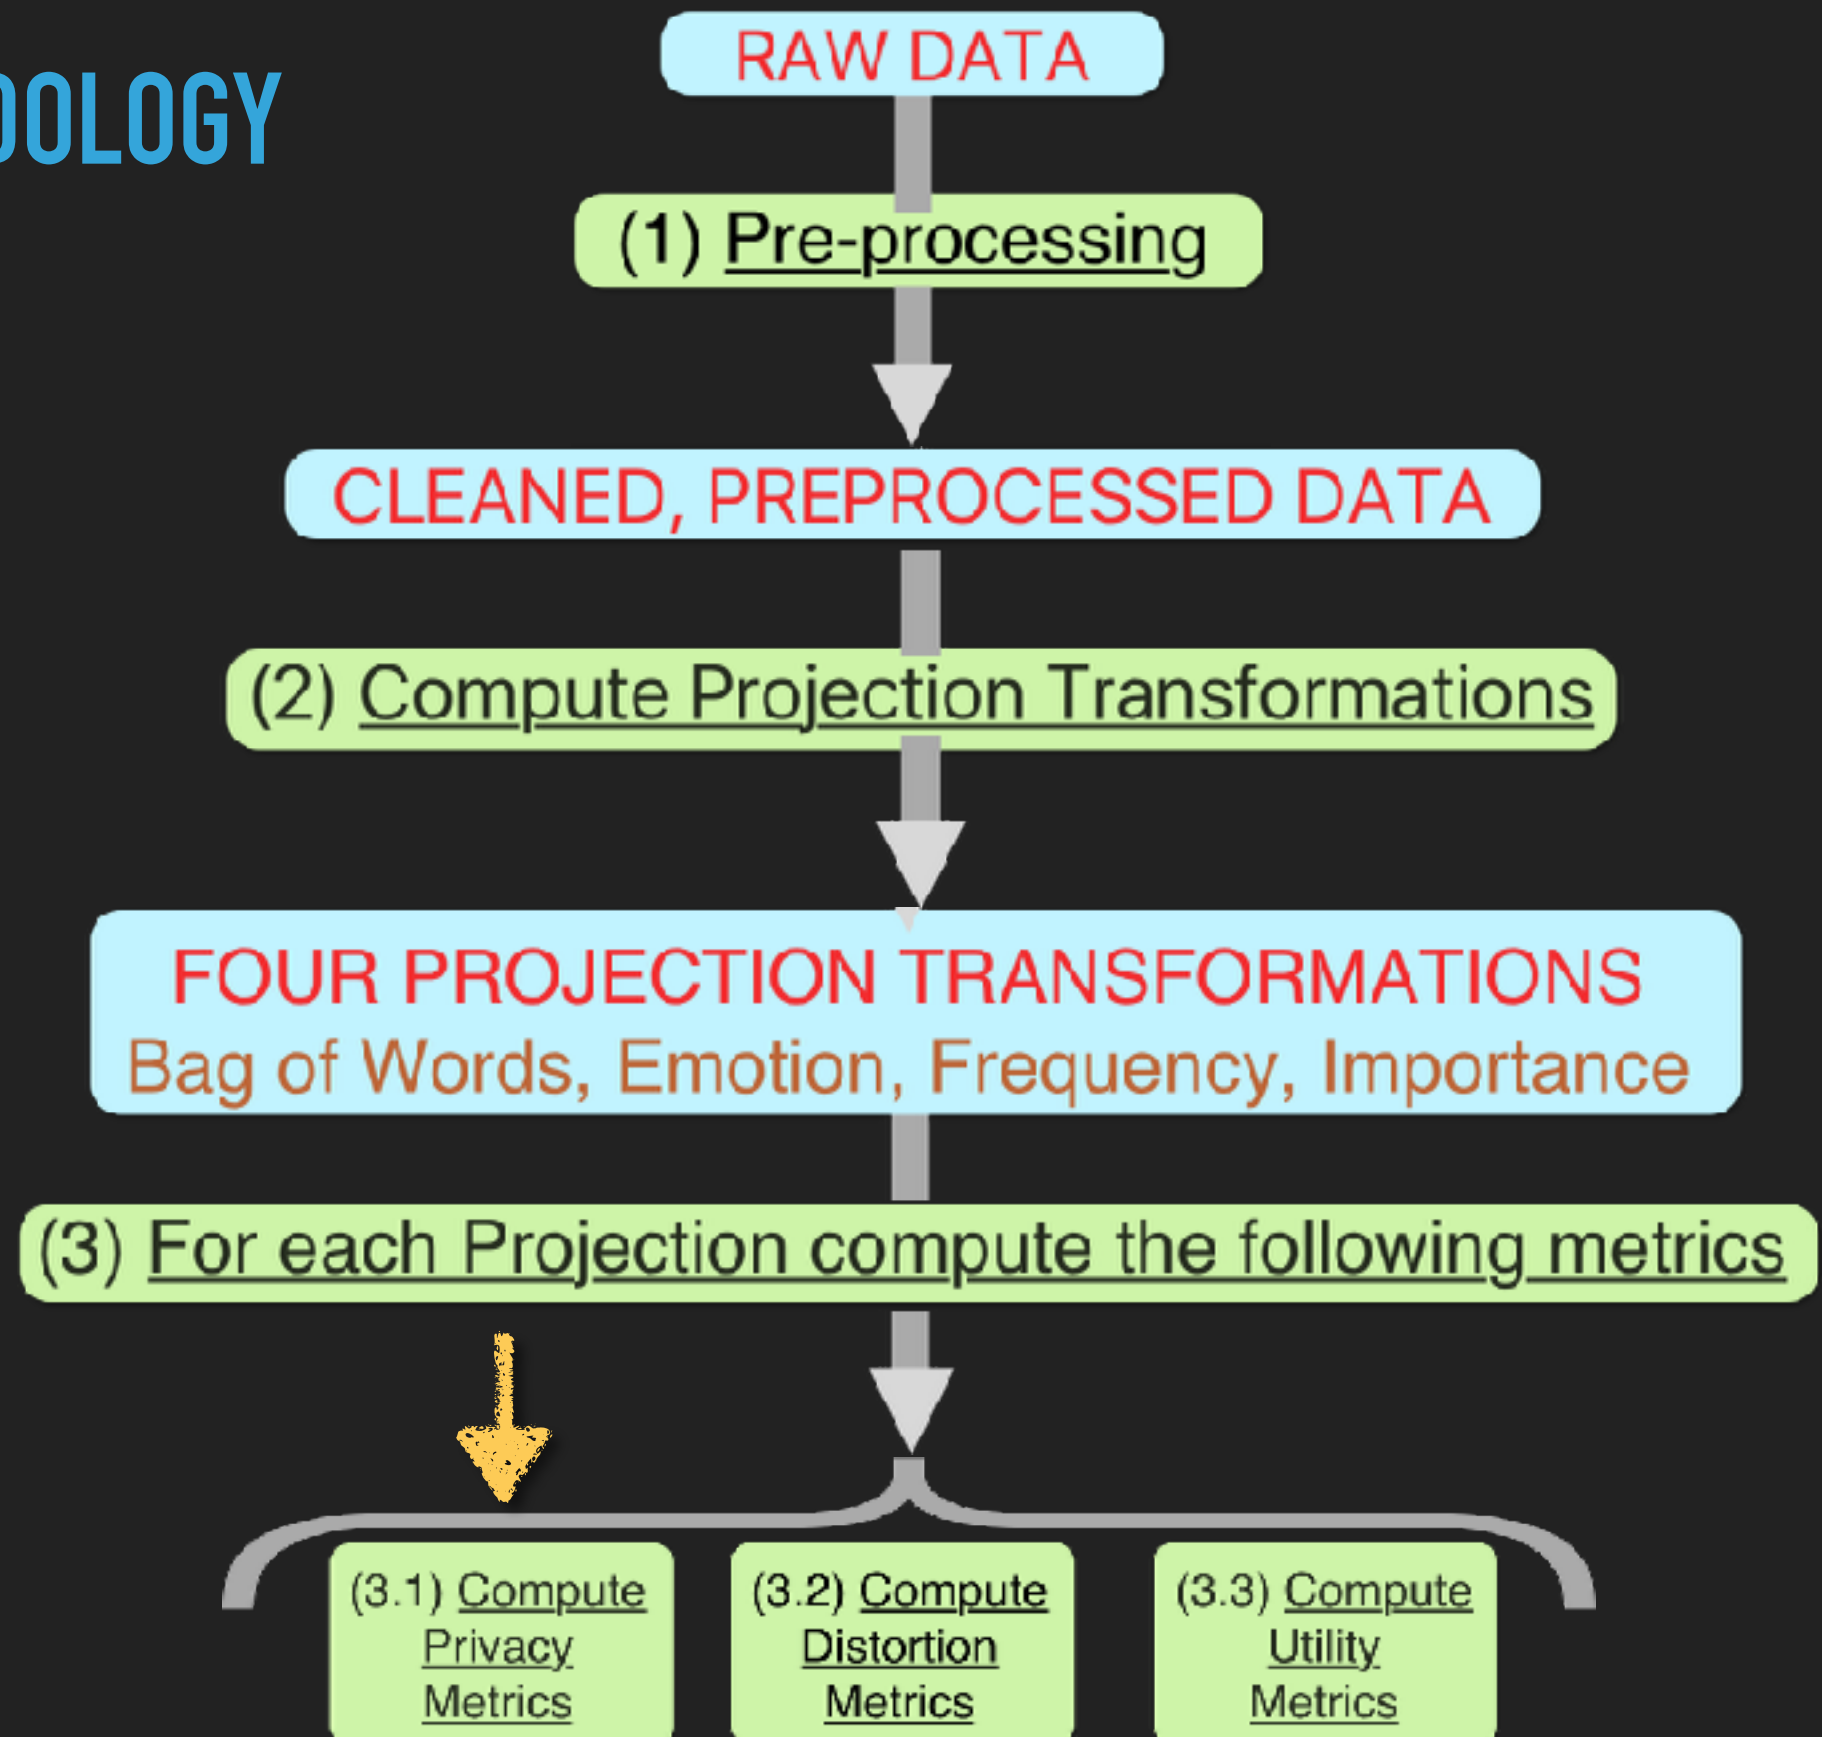 DOLOGY
RAW DATA
(1) Pre-processing
CLEANED, PREPROCESSED DATA
(2) Compute Projection Transformations
FOUR PROJECTION TRANSFORMATIONS
Bag of Words, Emotion, Frequency, Importance
(3) For each Projection compute the following metrics
(3.1) Compute
Privacy
Metrics
(3.2) Compute
Distortion
Metrics
(3.3) Compute
Utility
Metrics